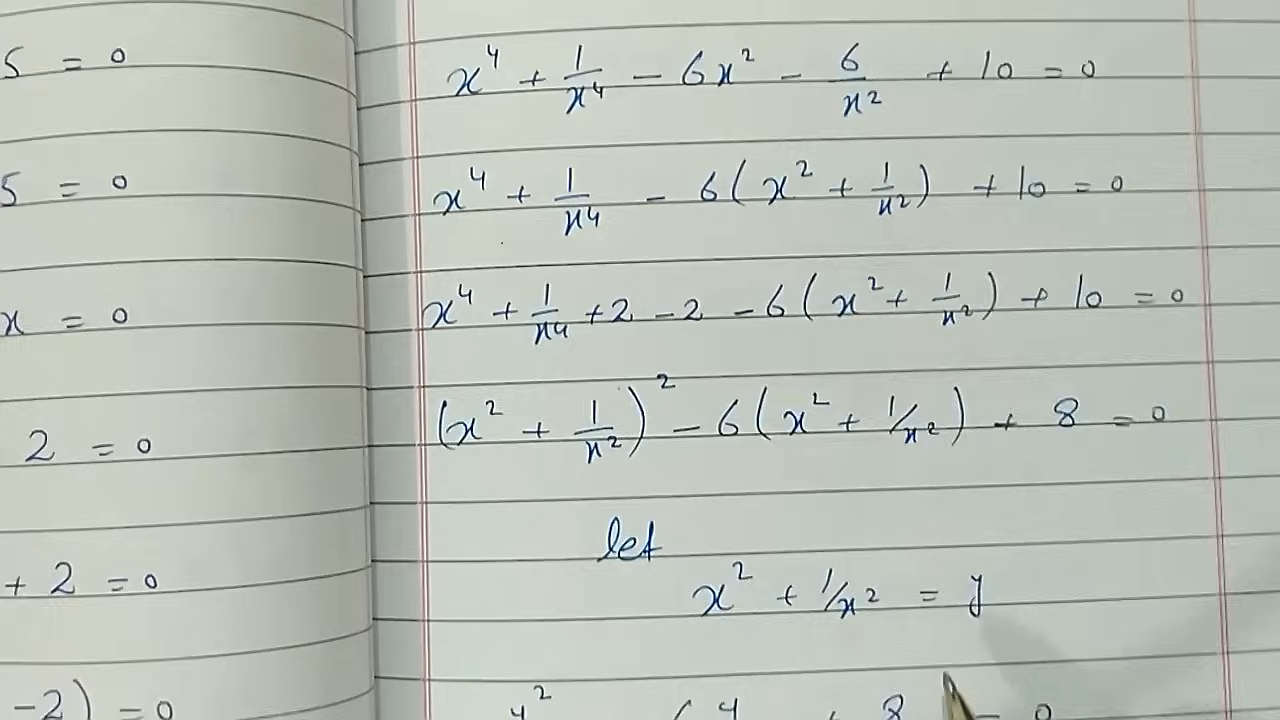 5 = 0
5 = 0
x = 0
2 = 0
+ 2 = 0
-2) = 0
x⁴ + 1/x⁴ - 6x² - 6/x² + 10 = 0
x⁴ + 1/x⁴ - 6(x² + 1/x²) + 10 = 0
x⁴ + 1/x⁴ + 2 - 2 - 6(x² + 1/x²) + 10 = 0
(x² + 1/x²)² - 6(x² + 1/x²) + 8 = 0
let
x² + 1/x² = y